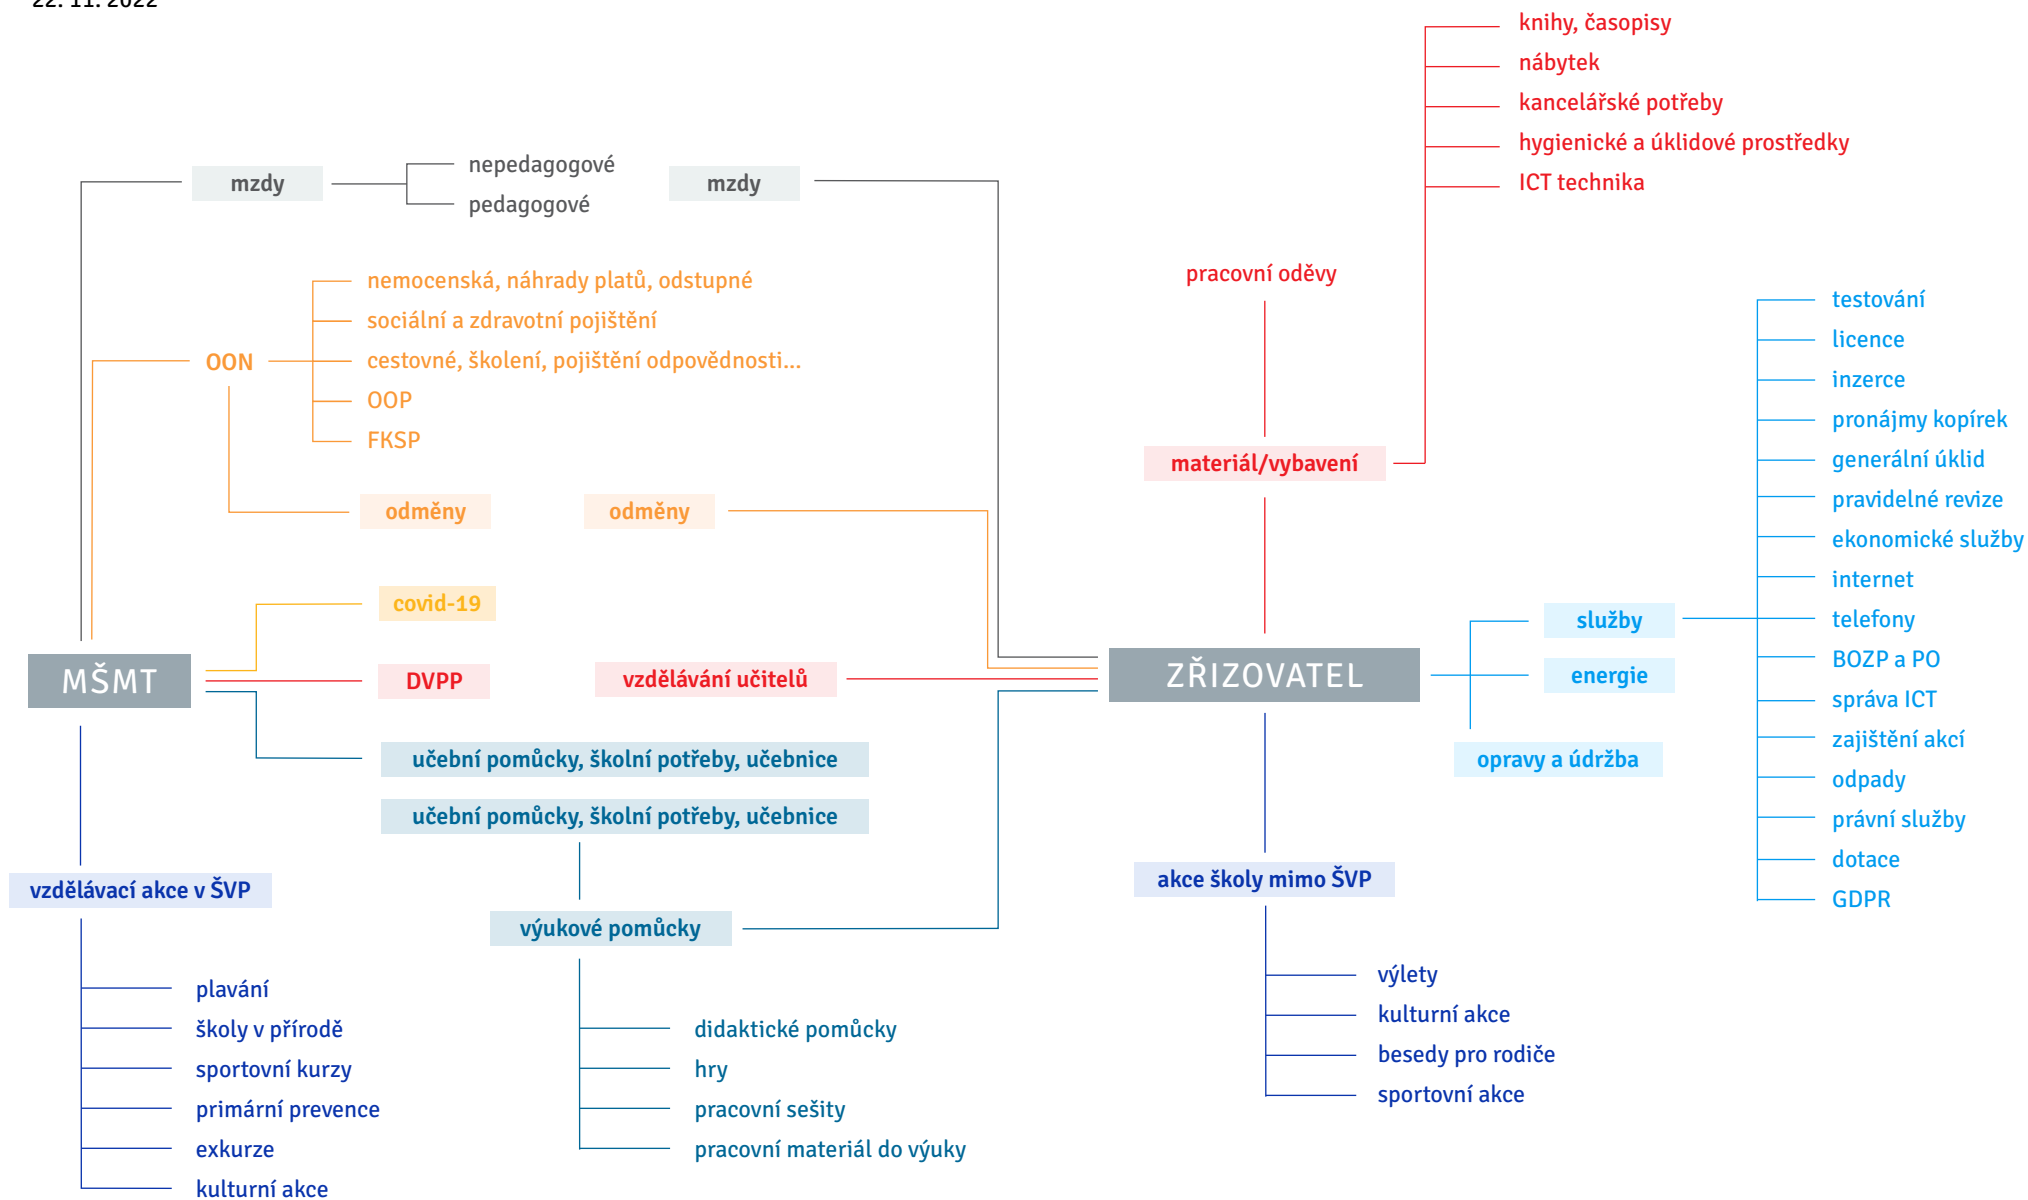 22. 11. 2022
knihy, časopisy
nábytek
kancelářské potřeby
hygienické a úklidové prostředky
ICT technika
mzdy
nepedagogové
pedagogové
mzdy
nemocenská, náhrady platů, odstupné
sociální a zdravotní pojištění
OON
cestovné, školení, pojištění odpovědnosti...
OOP
FKSP
odměny
odměny
pracovní oděvy
materiál/vybavení
testování
licence
inzerce
pronájmy kopírek
generální úklid
pravidelné revize
ekonomické služby
internet
telefony
BOZP a PO
správa ICT
zajištění akcí
odpady
právní služby
dotace
GDPR
služby
energie
opravy a údržba
covid-19
MŠMT
DVPP
vzdělávání učitelů
ZŘIZOVATEL
učební pomůcky, školní potřeby, učebnice
učební pomůcky, školní potřeby, učebnice
vzdělávací akce v ŠVP
výukové pomůcky
akce školy mimo ŠVP
plavání
školy v přírodě
sportovní kurzy
primární prevence
exkurze
kulturní akce
didaktické pomůcky
hry
pracovní sešity
pracovní materiál do výuky
výlety
kulturní akce
besedy pro rodiče
sportovní akce